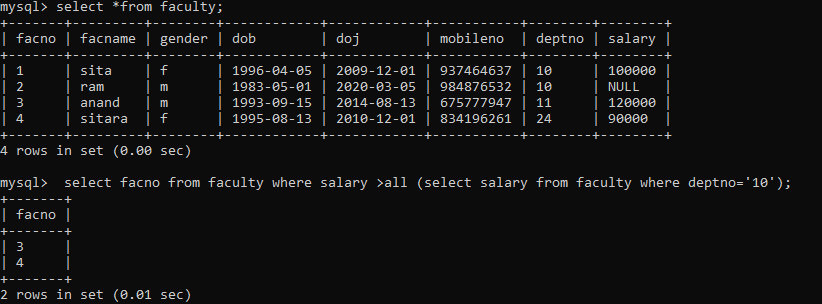 mysql> select *from faculty;
+-------+---------+--------+------------+------------+-----------+--------+--------+
| facno | facname | gender | dob        | doj        | mobileno  | deptno | salary |
+-------+---------+--------+------------+------------+-----------+--------+--------+
| 1     | sita    | f      | 1996-04-05 | 2009-12-01 | 937464637 | 10     | 100000 |
| 2     | ram     | m      | 1983-05-01 | 2020-03-05 | 984876532 | 10     | NULL   |
| 3     | anand   | m      | 1993-09-15 | 2014-08-13 | 675777947 | 11     | 120000 |
| 4     | sitara  | f      | 1995-08-13 | 2010-12-01 | 834196261 | 24     | 90000  |
+-------+---------+--------+------------+------------+-----------+--------+--------+
4 rows in set (0.00 sec)
mysql>  select facno from faculty where salary >all (select salary from faculty where deptno='10');
+-------+
| facno |
+-------+
| 3     |
| 4     |
+-------+
2 rows in set (0.01 sec)